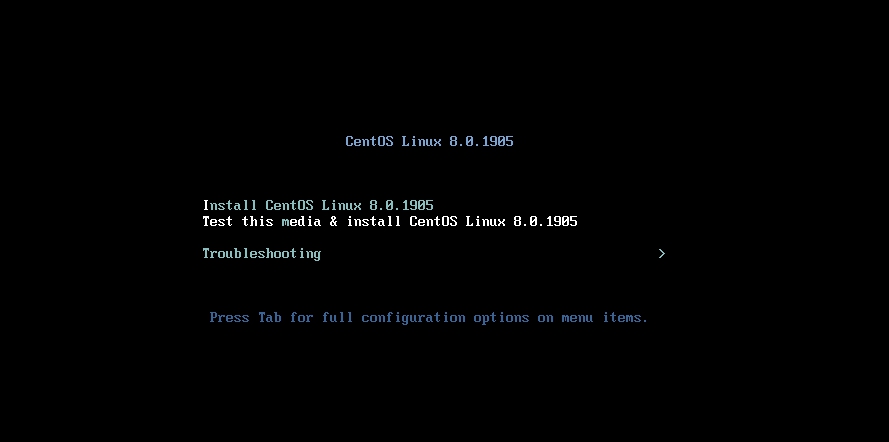 CentOS Linux 8.0.1905
Install CentOS Linux 8.0.1905
Test this media & install CentOS Linux 8.0.1905
Troubleshooting >
Press Tab for full configuration options on menu items.